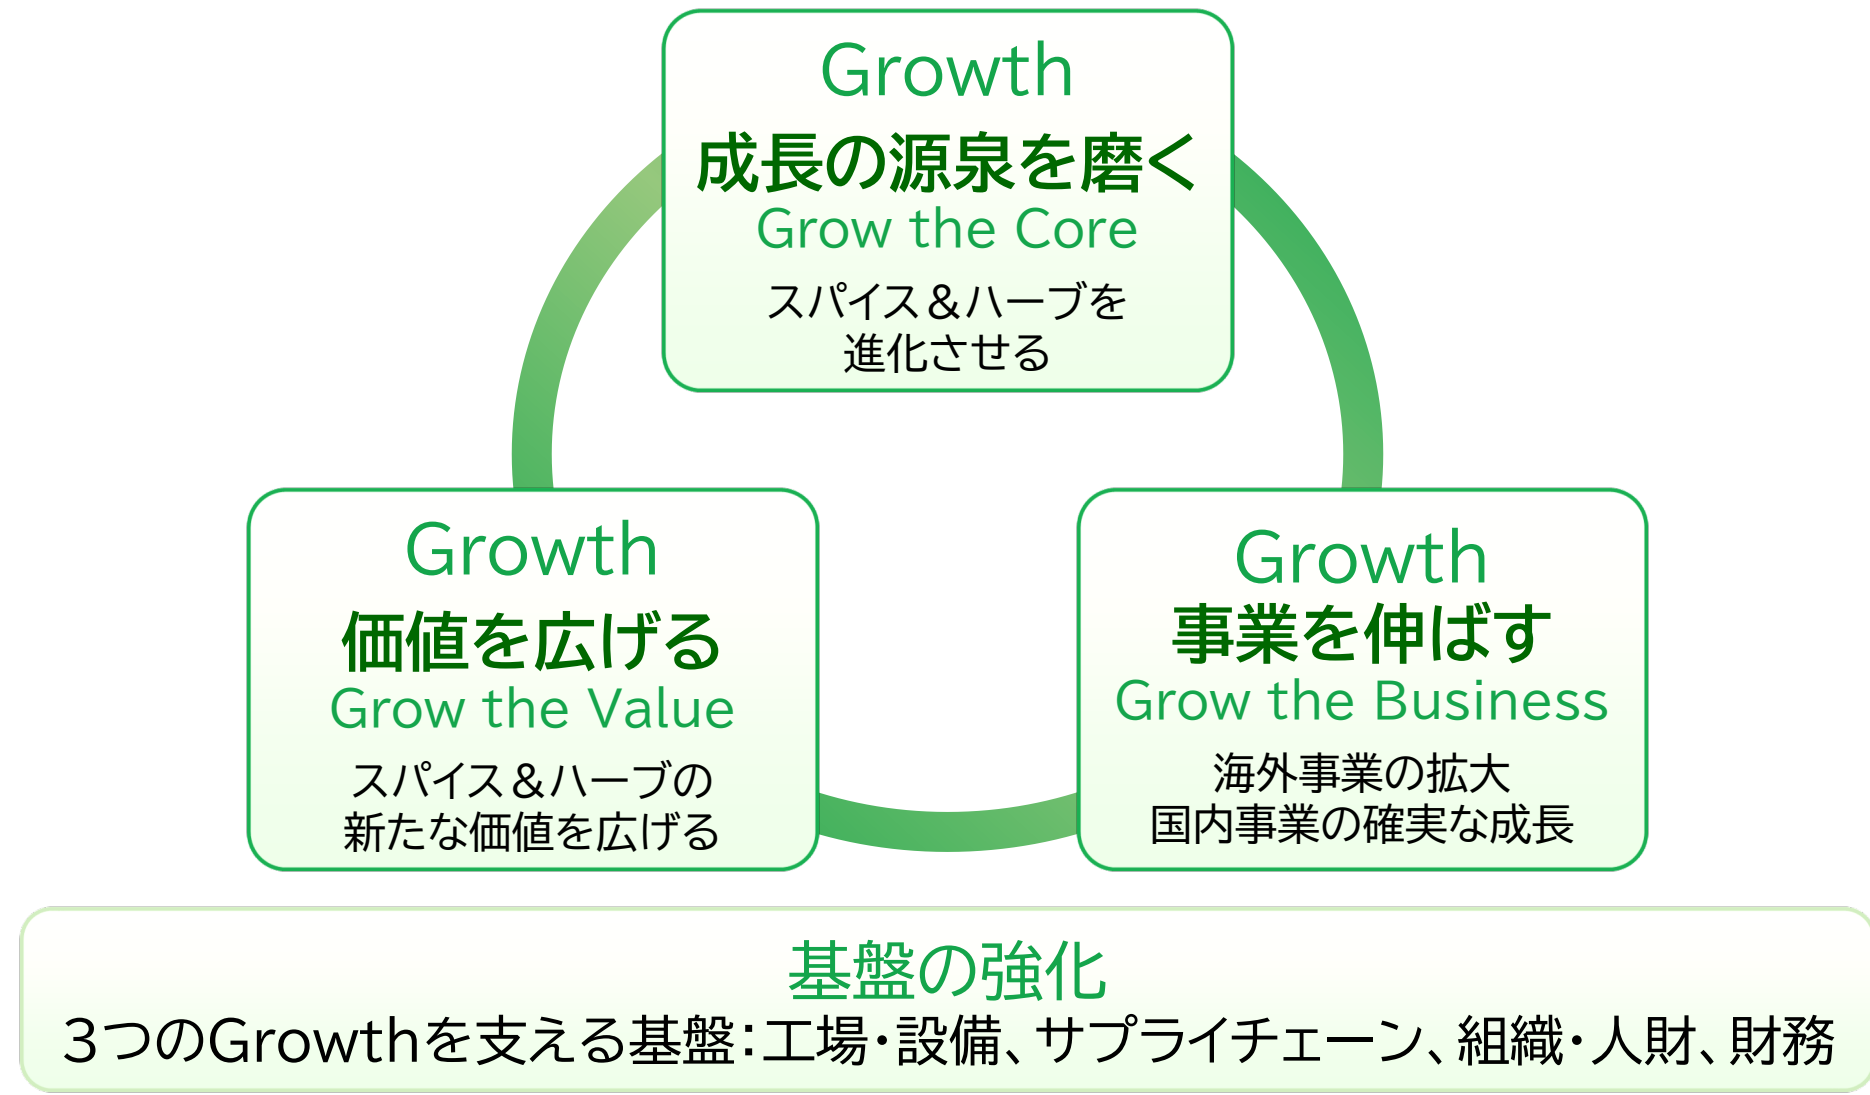 Growth
成長の源泉を磨く
Grow the Core
スパイス＆ハーブを
進化させる
Growth
価値を広げる
Grow the Value
スパイス＆ハーブの
新たな価値を広げる
Growth
事業を伸ばす
Grow the Business
海外事業の拡大
国内事業の確実な成長
基盤の強化
３つのGrowthを支える基盤：工場・設備、サプライチェーン、組織・人財、財務